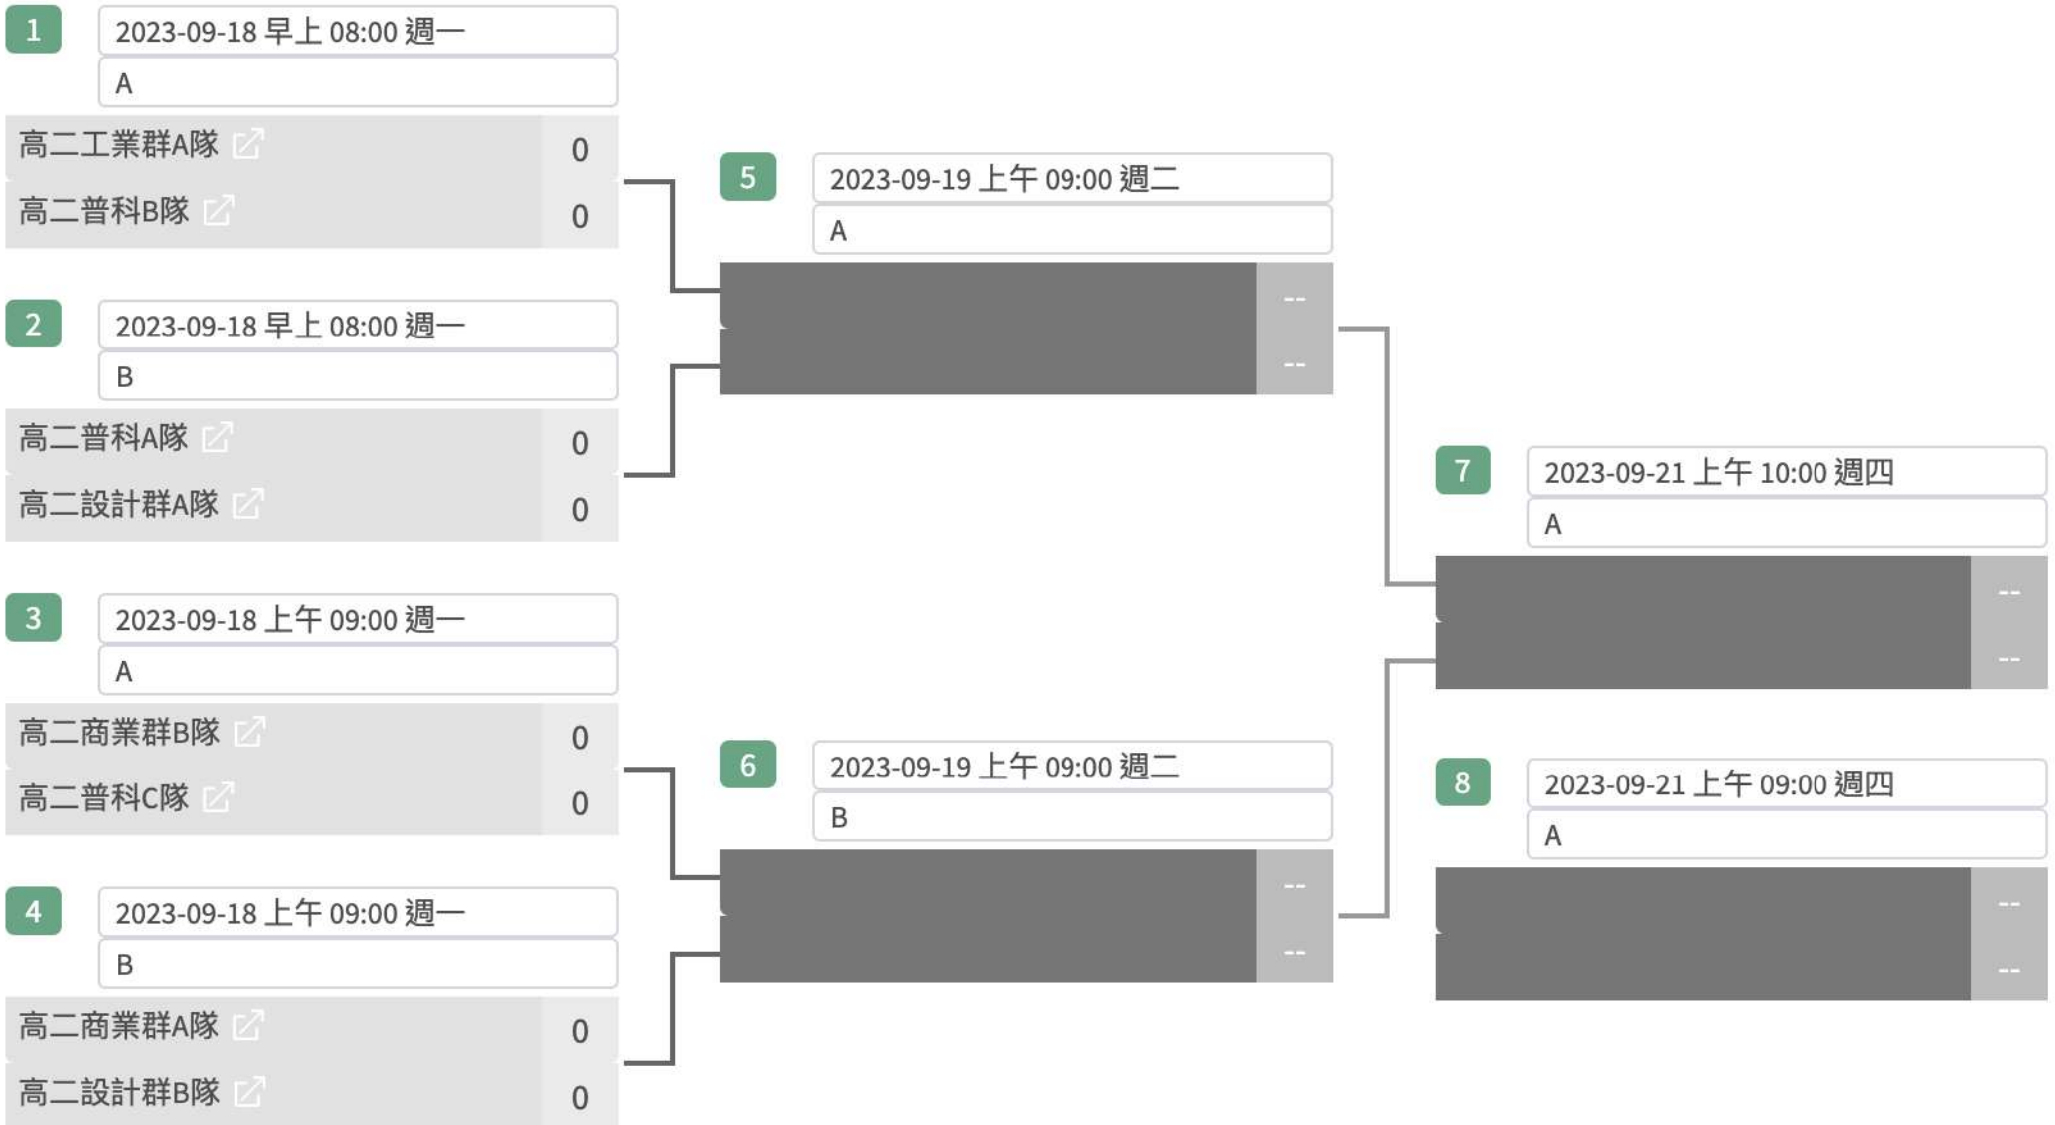 1
2023-09-18 早上 08:00 週一
A
高二工業群A隊 0
高二普科B隊 0
2
2023-09-18 早上 08:00 週一
B
高二普科A隊 0
高二設計群A隊 0
3
2023-09-18 上午 09:00 週一
A
高二商業群B隊 0
高二普科C隊 0
4
2023-09-18 上午 09:00 週一
B
高二商業群A隊 0
高二設計群B隊 0
5
2023-09-19 上午 09:00 週二
A
--
--
6
2023-09-19 上午 09:00 週二
B
--
--
7
2023-09-21 上午 10:00 週四
A
--
--
8
2023-09-21 上午 09:00 週四
A
--
--